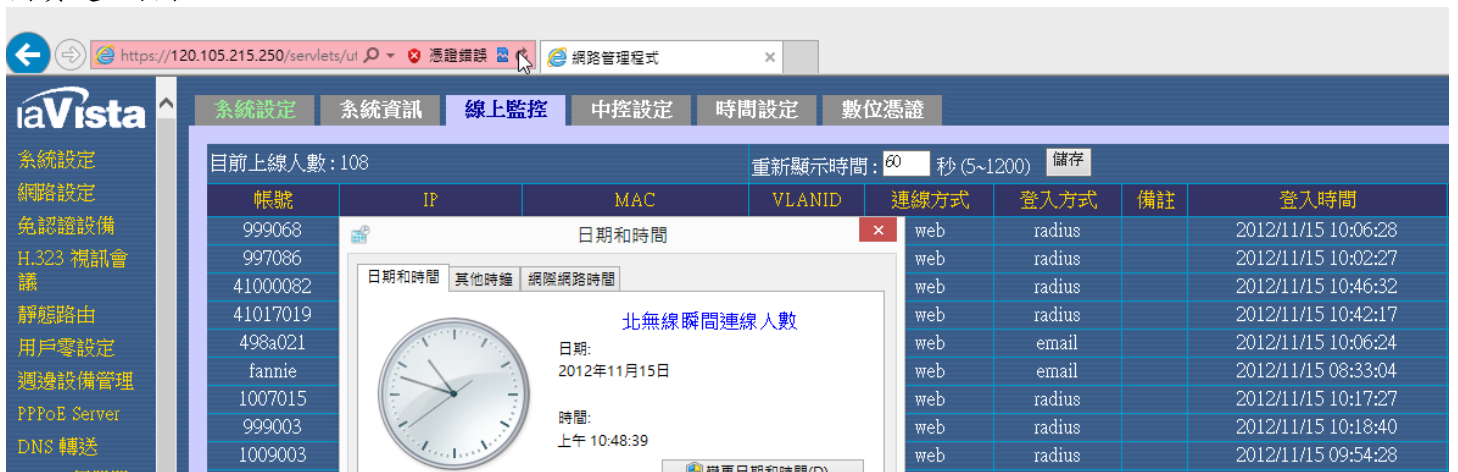 https://120.105.215.250/servlets/ut 憑證錯誤 網路管理程式
iaVista
系統設定 系統資訊 線上監控 中控設定 時間設定 數位憑證
系統設定
網路設定
免認證設備
H.323 視訊會
議
靜態路由
用戶零設定
週邊設備管理
PPPoE Server
DNS 轉送
目前上線人數:108 重新顯示時間: 60 秒 (5~1200) 儲存
帳號 IP MAC VLANID 連線方式 登入方式 備註 登入時間
999068 web radius 2012/11/15 10:06:28
997086 web radius 2012/11/15 10:02:27
41000082 web radius 2012/11/15 10:46:32
41017019 web radius 2012/11/15 10:42:17
498a021 web email 2012/11/15 10:06:24
fannie web email 2012/11/15 08:33:04
1007015 web radius 2012/11/15 10:17:27
999003 web radius 2012/11/15 10:18:40
1009003 web radius 2012/11/15 09:54:28
日期和時間
日期和時間 其他時鐘 網際網路時間
北無線瞬間連線人數
日期:
2012年11月15日
時間:
上午 10:48:39
變更日期和時間(D)